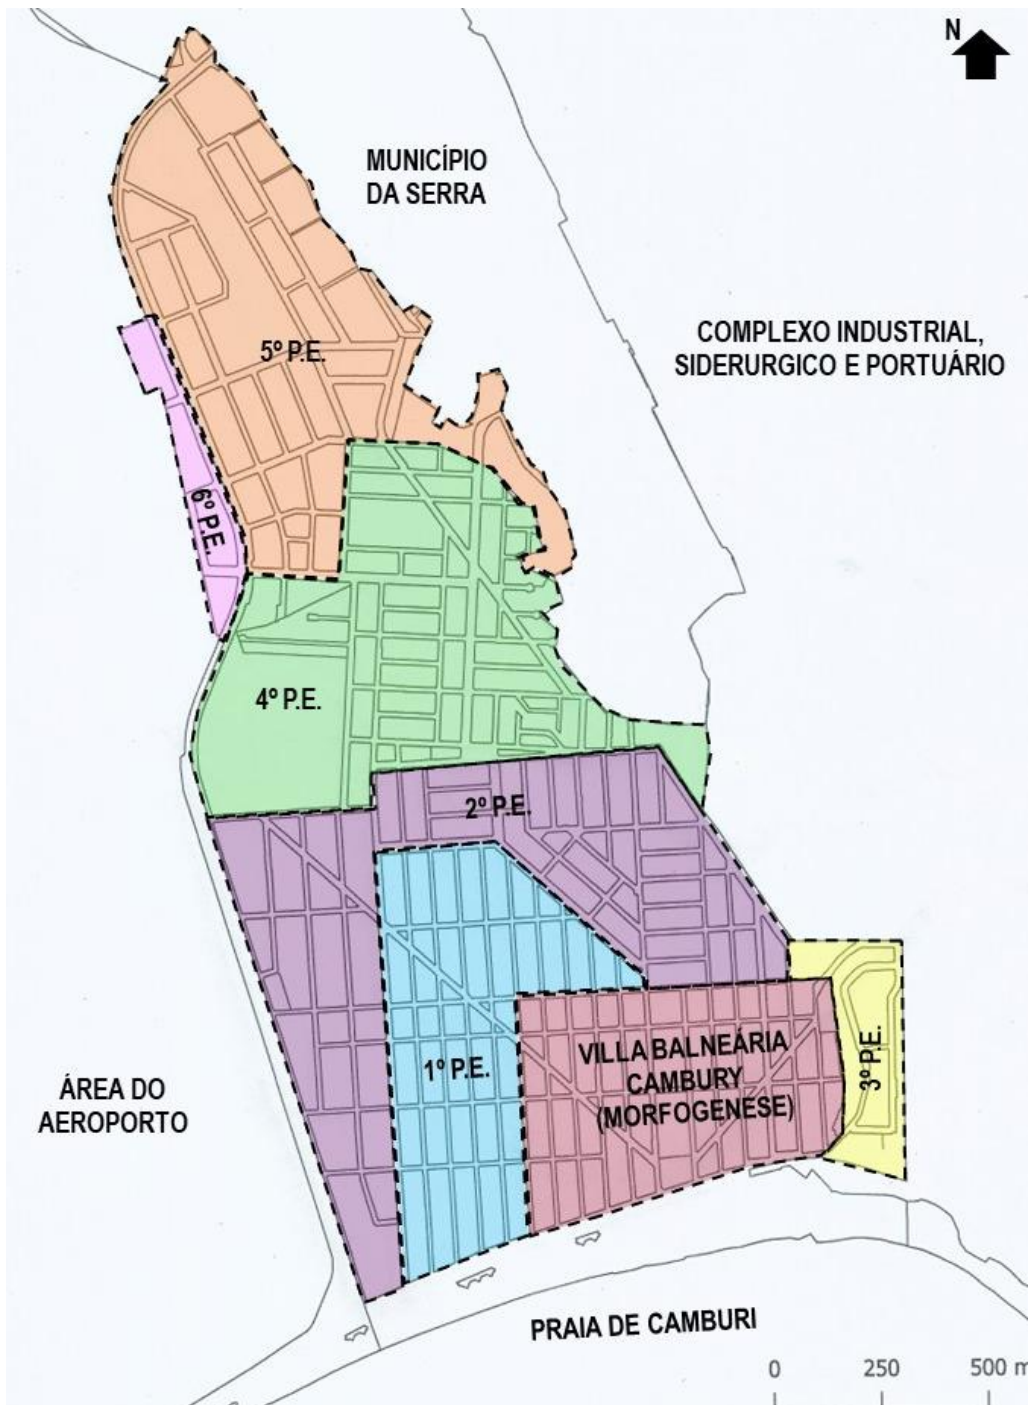 N
MUNICÍPIO
DA SERRA
COMPLEXO INDUSTRIAL,
SIDERURGICO E PORTUÁRIO
5º P.E.
6º P.E.
4º P.E.
2º P.E.
1º P.E.
VILLA BALNEÁRIA
CAMBURY
(MORFOGENESE)
3º P.E.
ÁREA DO
AEROPORTO
PRAIA DE CAMBURI
0 250 500 m